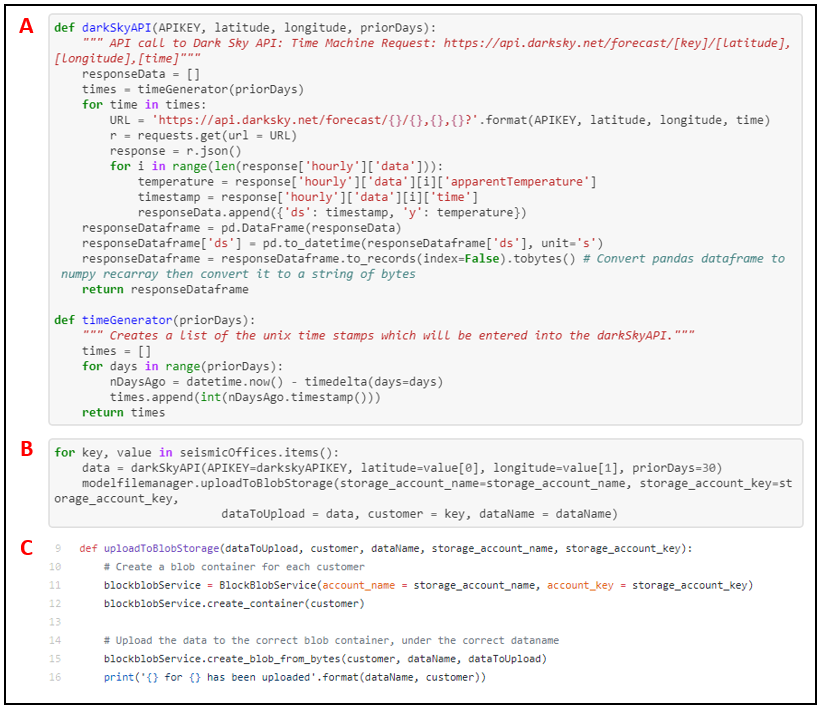 A
def darkSkyAPI(APIKEY, latitude, longitude, priorDays):
    """ API call to Dark Sky API: Time Machine Request: https://api.darksky.net/forecast/[key]/[latitude],
[longitude],[time]"""
    responseData = []
    times = timeGenerator(priorDays)
    for time in times:
        URL = 'https://api.darksky.net/forecast/{}/{},{},{}?'.format(APIKEY, latitude, longitude, time)
        r = requests.get(url = URL)
        response = r.json()
        for i in range(len(response['hourly']['data'])):
            temperature = response['hourly']['data'][i]['apparentTemperature']
            timestamp = response['hourly']['data'][i]['time']
            responseData.append({'ds': timestamp, 'y': temperature})
    responseDataframe = pd.DataFrame(responseData)
    responseDataframe['ds'] = pd.to_datetime(responseDataframe['ds'], unit='s')
    responseDataframe = responseDataframe.to_records(index=False).tobytes() # Convert pandas dataframe to
 numpy recarray then convert it to a string of bytes
    return responseDataframe

def timeGenerator(priorDays):
    """ Creates a list of the unix time stamps which will be entered into the darkSkyAPI."""
    times = []
    for days in range(priorDays):
        nDaysAgo = datetime.now() - timedelta(days=days)
        times.append(int(nDaysAgo.timestamp()))
    return times
B
for key, value in seismicOffices.items():
    data = darkSkyAPI(APIKEY=darkskyAPIKEY, latitude=value[0], longitude=value[1], priorDays=30)
    modelfilemanager.uploadToBlobStorage(storage_account_name=storage_account_name, storage_account_key=st
orage_account_key,
                        dataToUpload = data, customer = key, dataName = dataName)
C
9 def uploadToBlobStorage(dataToUpload, customer, dataName, storage_account_name, storage_account_key):
10     # Create a blob container for each customer
11     blockblobService = BlockBlobService(account_name = storage_account_name, account_key = storage_account_key)
12     blockblobService.create_container(customer)
13
14     # Upload the data to the correct blob container, under the correct dataname
15     blockblobService.create_blob_from_bytes(customer, dataName, dataToUpload)
16     print('{} for {} has been uploaded'.format(dataName, customer))